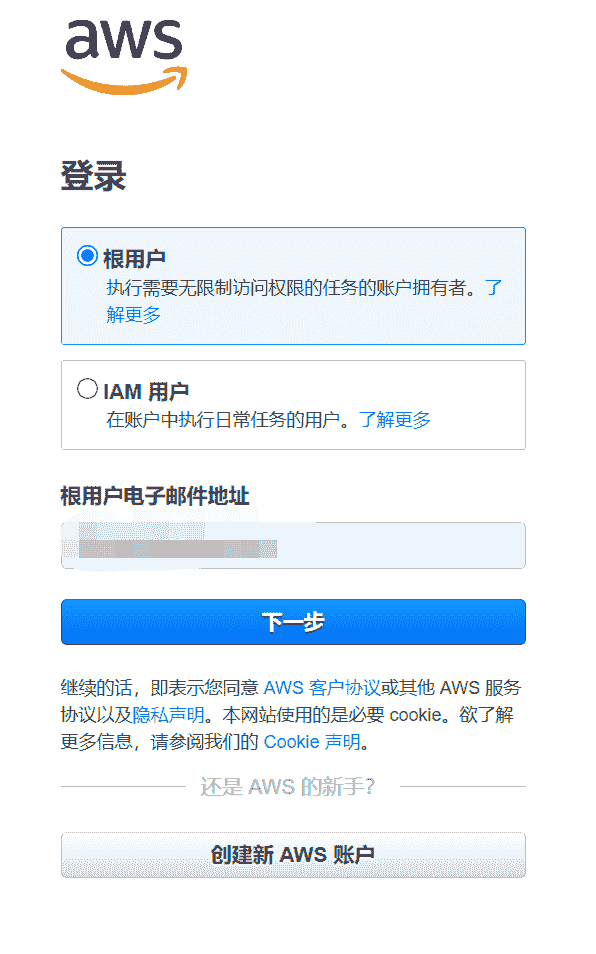 aws
登录
根用户
执行需要无限制访问权限的任务的账户拥有者。了
解更多
IAM 用户
在账户中执行日常任务的用户。了解更多
根用户电子邮件地址
下一步
继续的话，即表示您同意 AWS 客户协议或其他 AWS 服务
协议以及隐私声明。本网站使用的是必要 cookie。欲了解
更多信息，请参阅我们的 Cookie 声明。
还是 AWS 的新手？
创建新 AWS 账户